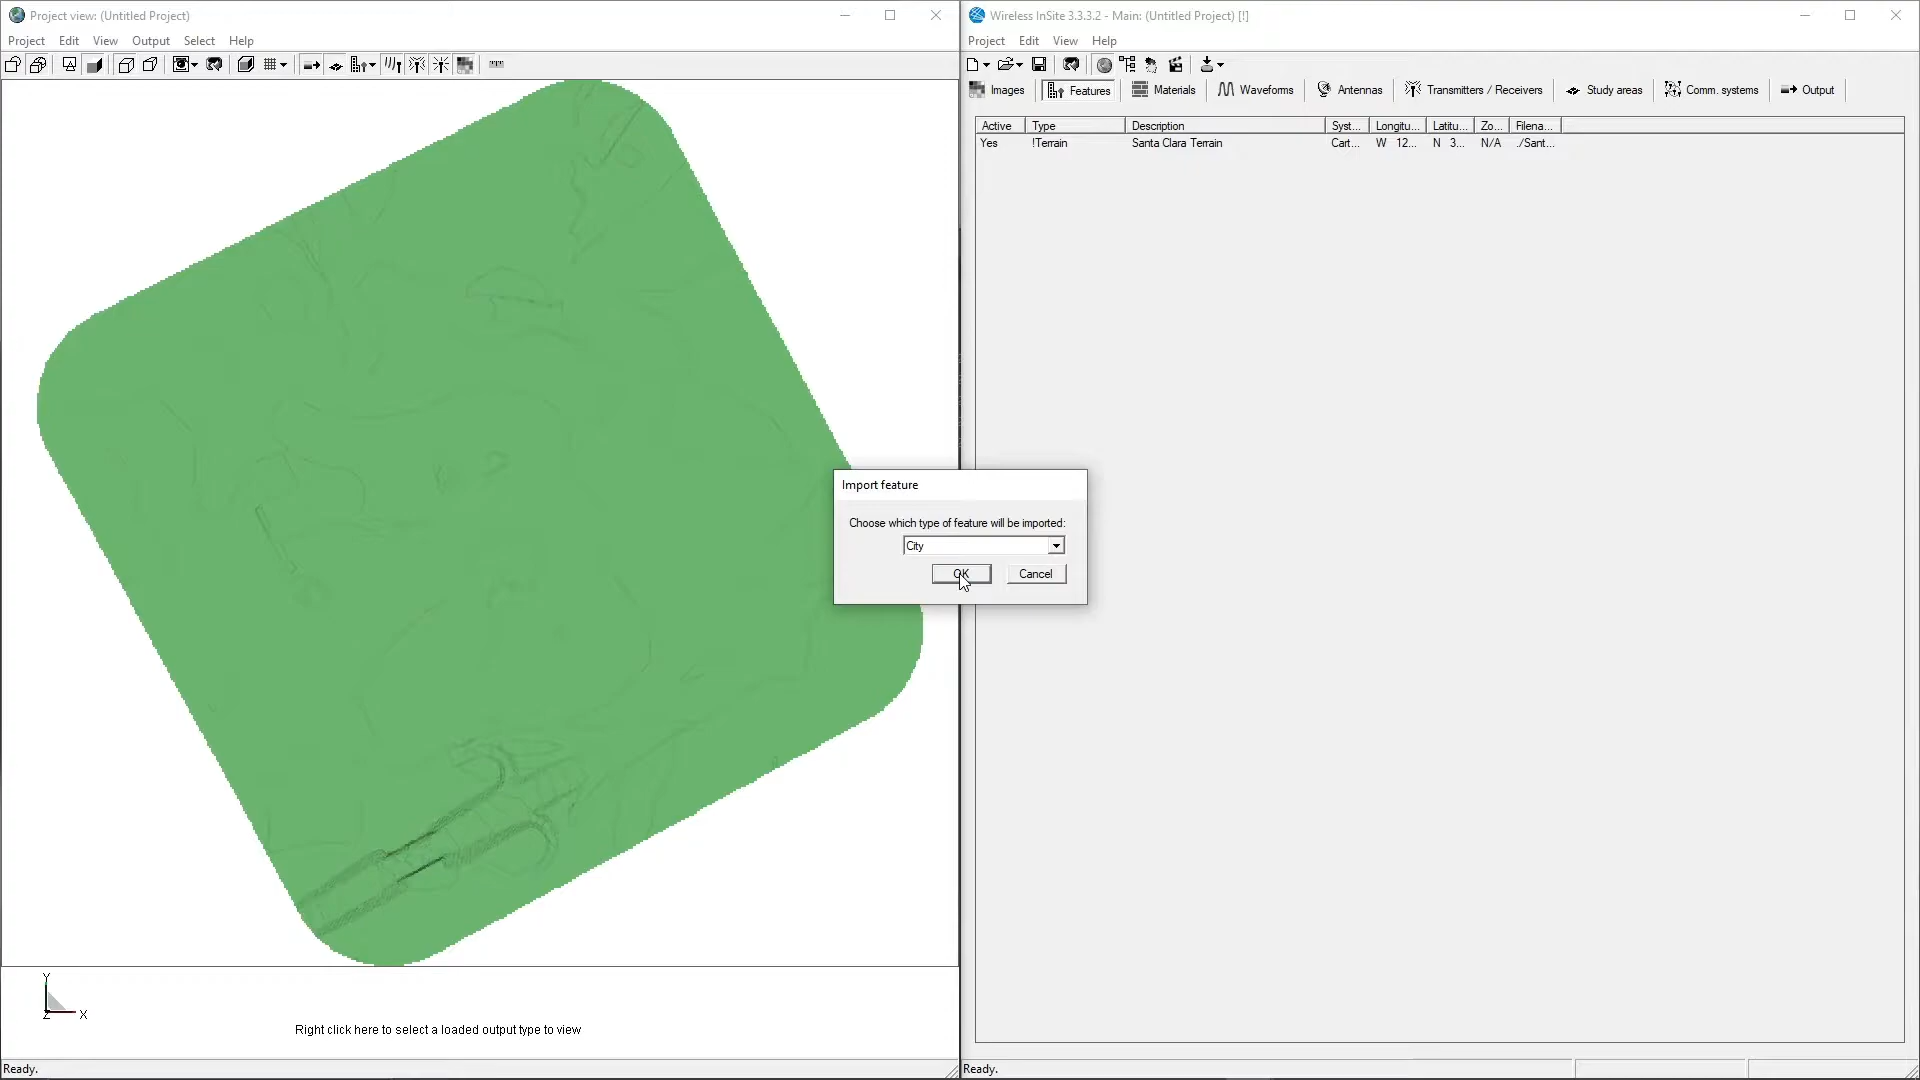 Project view: (Untitled Project)
Project Edit View Output Select Help
Y
Z X
Right click here to select a loaded output type to view
Ready.
Wireless InSite 3.3.3.2 - Main: (Untitled Project) [!]
Project Edit View Help
Images Features Materials Waveforms Antennas Transmitters / Receivers Study areas Comm. systems Output
Active Type Description Syst... Longitu... Latitu... Zo... Filena...
Yes !Terrain Santa Clara Terrain Cart... W 12... N 3... N/A ./Sant...
Import feature
Choose which type of feature will be imported:
City
OK Cancel
Ready.